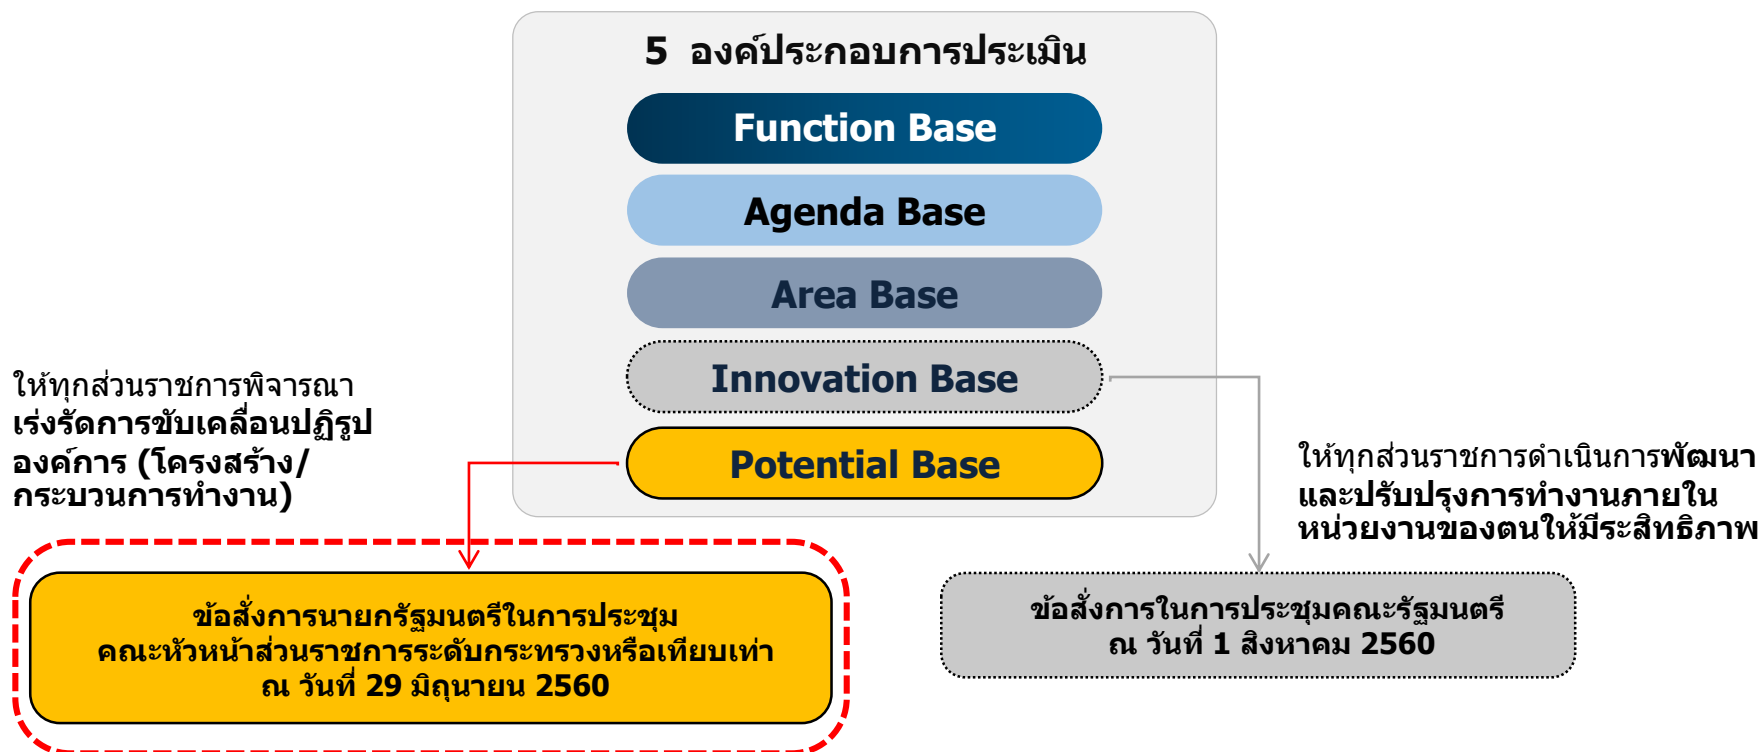 5 องค์ประกอบการประเมิน
Function Base
Agenda Base
Area Base
Innovation Base
Potential Base
ให้ทุกส่วนราชการพิจารณา
เร่งรัดการขับเคลื่อนปฏิรูป
องค์การ (โครงสร้าง/
กระบวนการทำงาน)
ให้ทุกส่วนราชการดำเนินการพัฒนา
และปรับปรุงการทำงานภายใน
หน่วยงานของตนให้มีระสิทธิภาพ
ข้อสั่งการนายกรัฐมนตรีในการประชุม
คณะหัวหน้าส่วนราชการระดับกระทรวงหรือเทียบเท่า
ณ วันที่ 29 มิถุนายน 2560
ข้อสั่งการในการประชุมคณะรัฐมนตรี
ณ วันที่ 1 สิงหาคม 2560